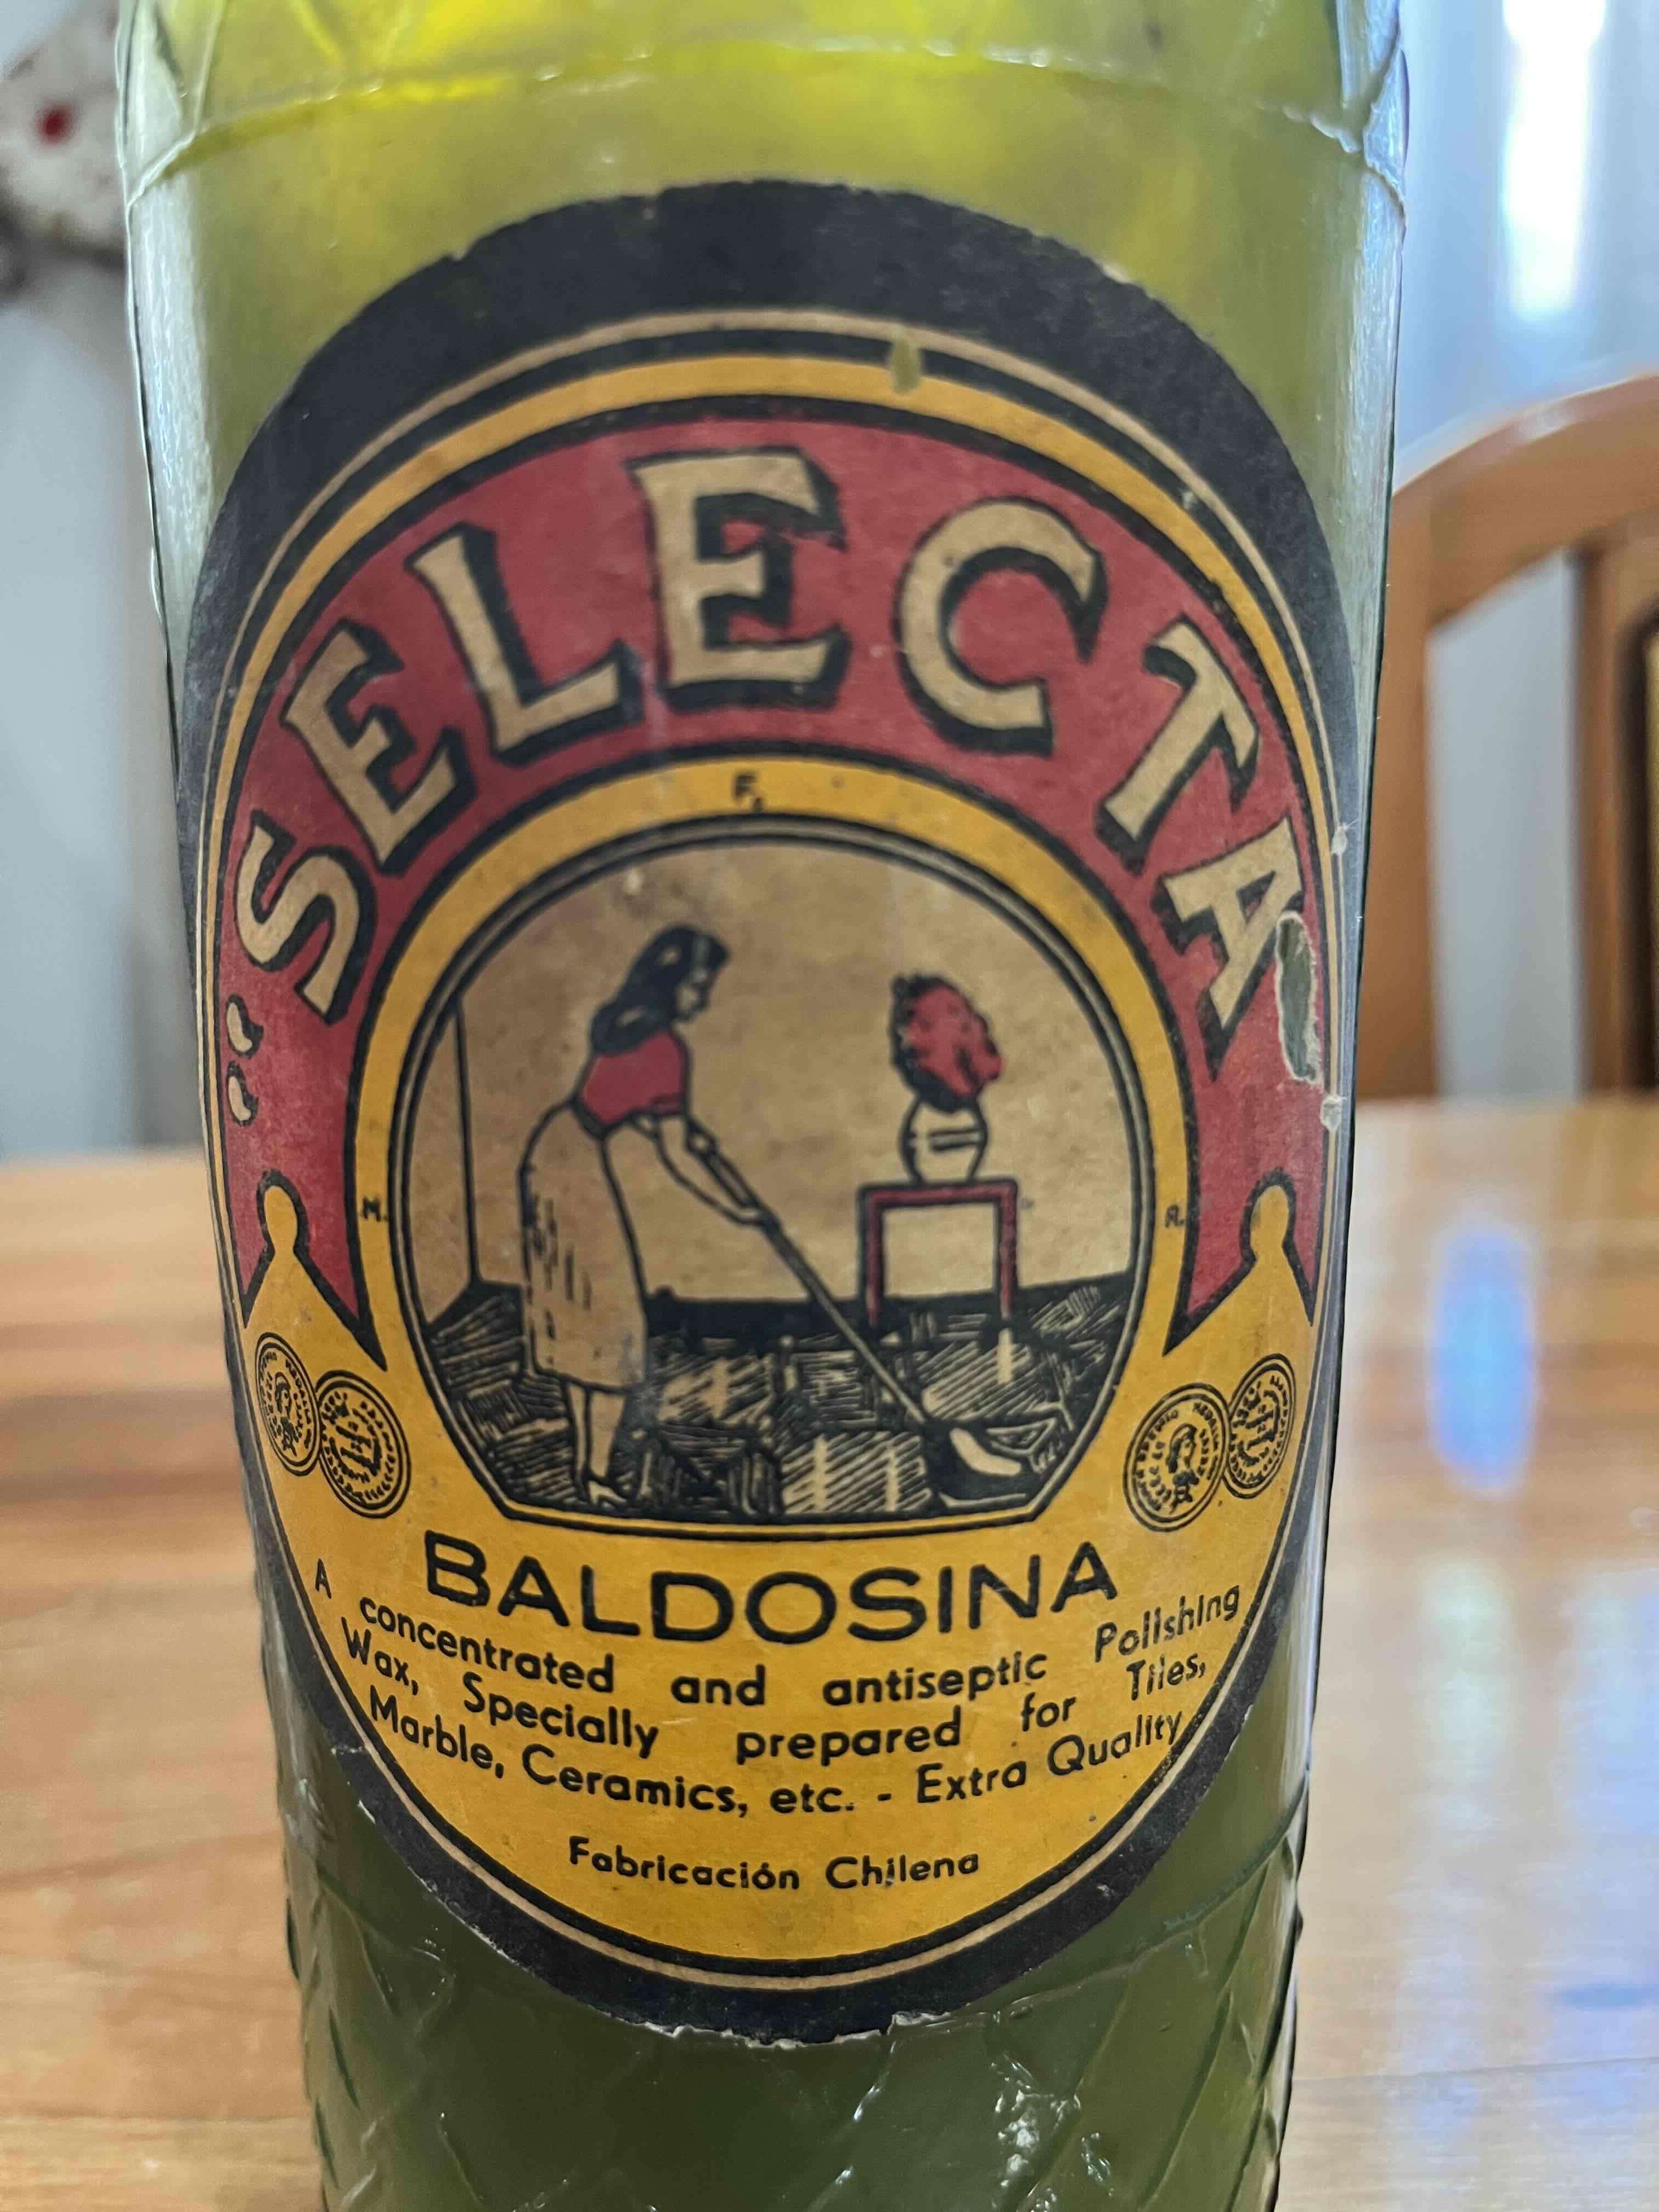 "SELECTA
F.
M. R.
BALDOSINA
A concentrated and antiseptic Polishing
Wax, Specially prepared for Tiles,
Marble, Ceramics, etc. - Extra Quality
Fabricación Chilena